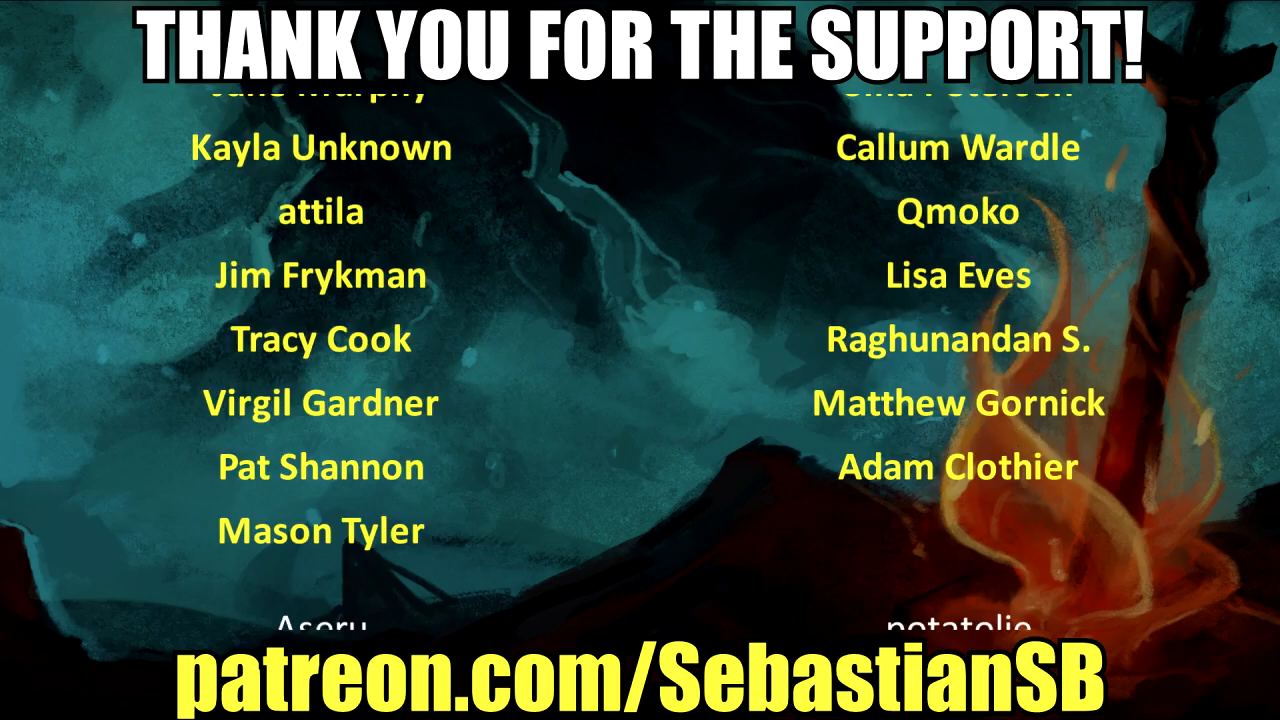 THANK YOU FOR THE SUPPORT!
Kayla Unknown
attila
Jim Frykman
Tracy Cook
Virgil Gardner
Pat Shannon
Mason Tyler
Callum Wardle
Qmoko
Lisa Eves
Raghunandan S.
Matthew Gornick
Adam Clothier
patreon.com/SebastianSB